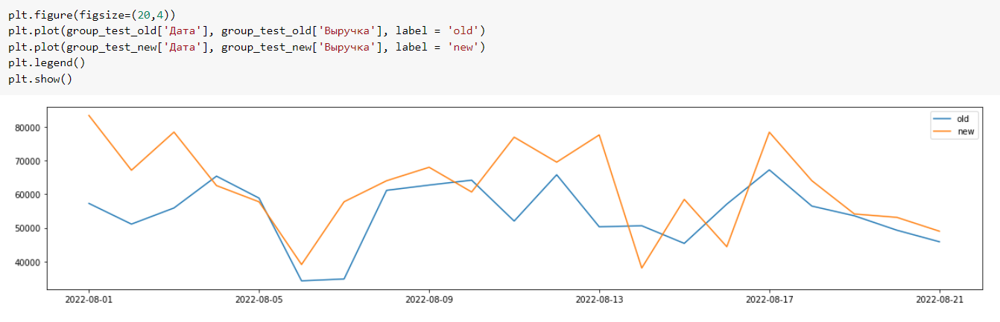 plt.figure(figsize=(20,4))
plt.plot(group_test_old['Дата'], group_test_old['Выручка'], label = 'old')
plt.plot(group_test_new['Дата'], group_test_new['Выручка'], label = 'new')
plt.legend()
plt.show()
old
new
80000
70000
60000
50000
40000
2022-08-01 2022-08-05 2022-08-09 2022-08-13 2022-08-17 2022-08-21